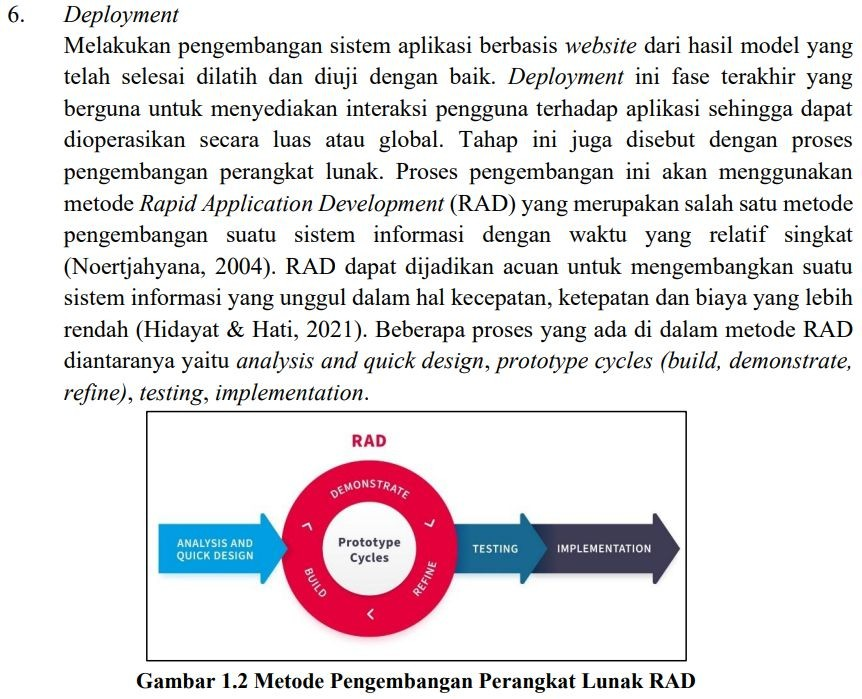 6. Deployment
Melakukan pengembangan sistem aplikasi berbasis website dari hasil model yang
telah selesai dilatih dan diuji dengan baik. Deployment ini fase terakhir yang
berguna untuk menyediakan interaksi pengguna terhadap aplikasi sehingga dapat
dioperasikan secara luas atau global. Tahap ini juga disebut dengan proses
pengembangan perangkat lunak. Proses pengembangan ini akan menggunakan
metode Rapid Application Development (RAD) yang merupakan salah satu metode
pengembangan suatu sistem informasi dengan waktu yang relatif singkat
(Noertjahyana, 2004). RAD dapat dijadikan acuan untuk mengembangkan suatu
sistem informasi yang unggul dalam hal kecepatan, ketepatan dan biaya yang lebih
rendah (Hidayat & Hati, 2021). Beberapa proses yang ada di dalam metode RAD
diantaranya yaitu analysis and quick design, prototype cycles (build, demonstrate,
refine), testing, implementation.
RAD
DEMONSTRATE
ANALYSIS AND
QUICK DESIGN
Prototype
Cycles
BUILD
REFINE
TESTING
IMPLEMENTATION
Gambar 1.2 Metode Pengembangan Perangkat Lunak RAD